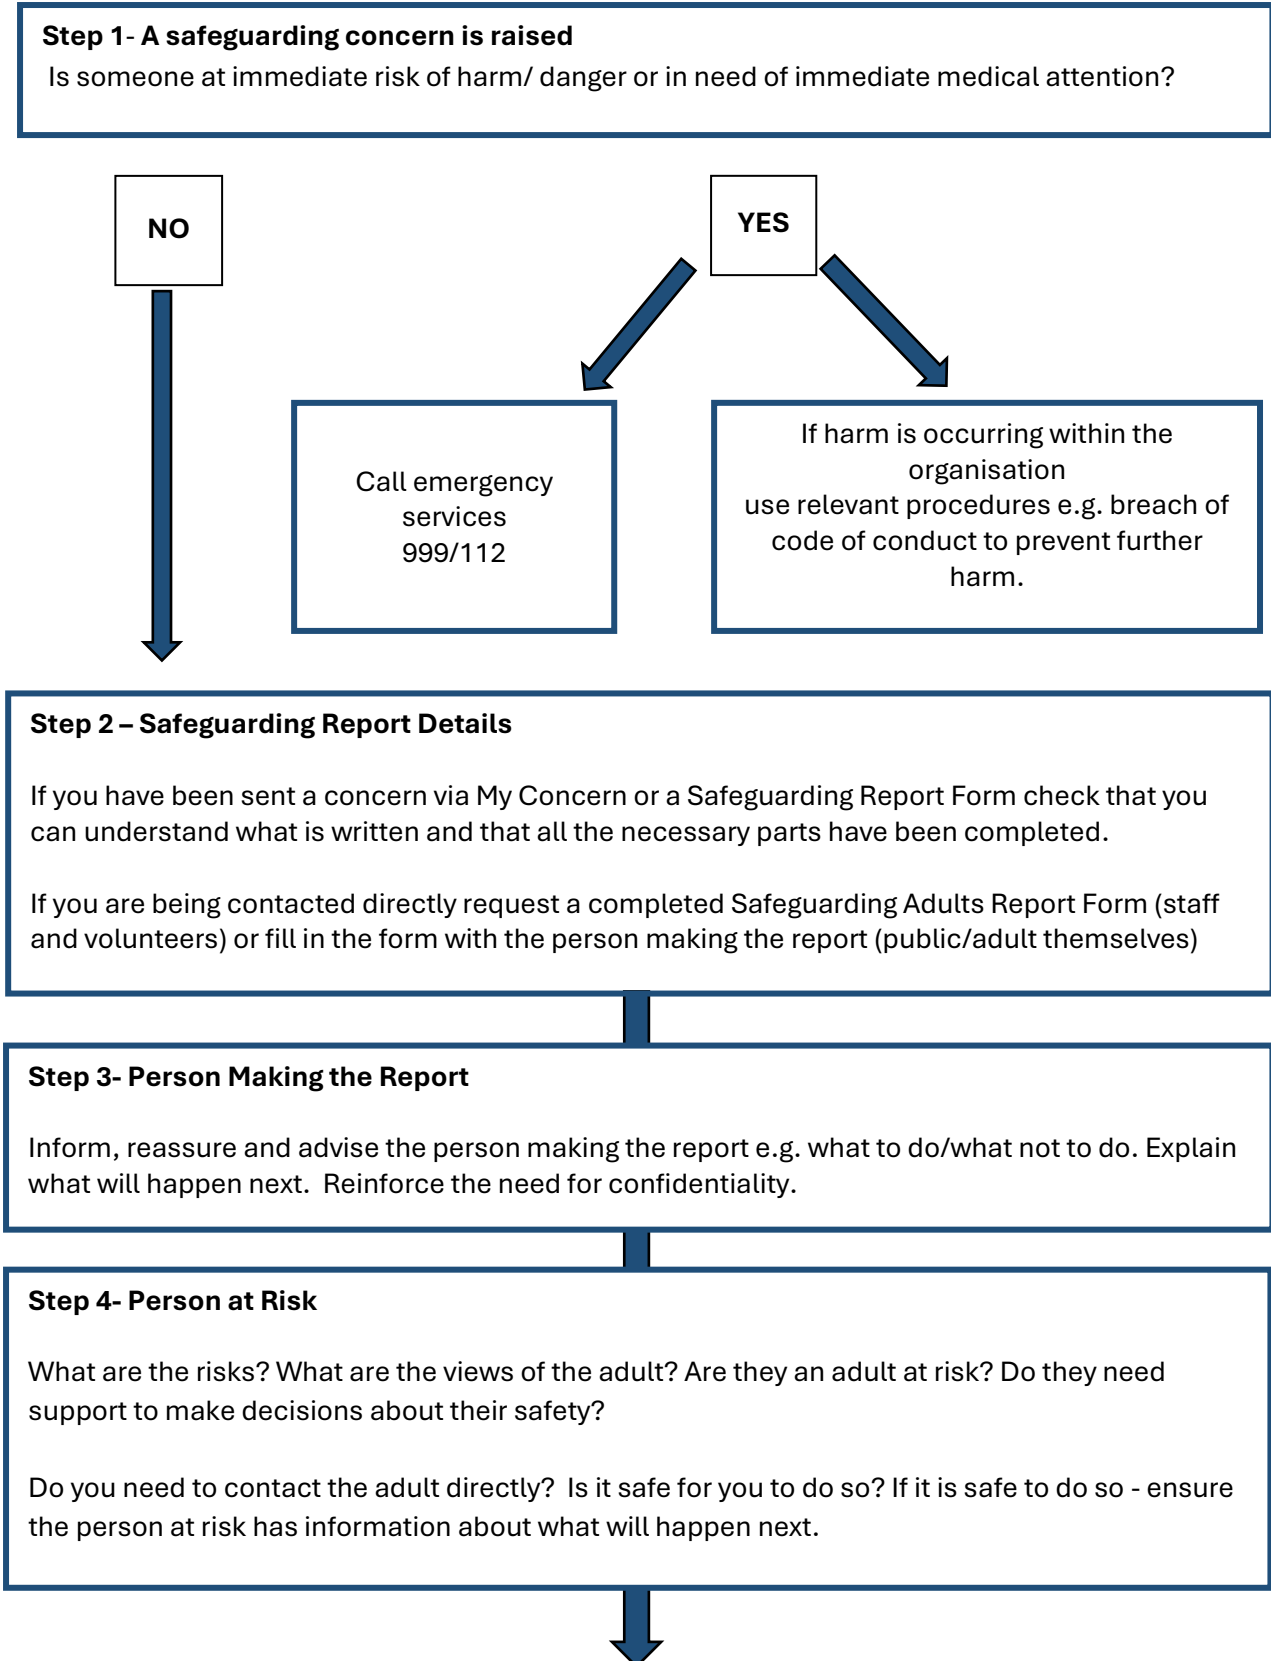 Step 1- A safeguarding concern is raised
Is someone at immediate risk of harm/ danger or in need of immediate medical attention?
NO
YES
Call emergency
services
999/112
If harm is occurring within the
organisation
use relevant procedures e.g. breach of
code of conduct to prevent further
harm.
Step 2 – Safeguarding Report Details
If you have been sent a concern via My Concern or a Safeguarding Report Form check that you
can understand what is written and that all the necessary parts have been completed.
If you are being contacted directly request a completed Safeguarding Adults Report Form (staff
and volunteers) or fill in the form with the person making the report (public/adult themselves)
Step 3- Person Making the Report
Inform, reassure and advise the person making the report e.g. what to do/what not to do. Explain
what will happen next.  Reinforce the need for confidentiality.
Step 4- Person at Risk
What are the risks? What are the views of the adult? Are they an adult at risk? Do they need
support to make decisions about their safety?
Do you need to contact the adult directly?  Is it safe for you to do so? If it is safe to do so - ensure
the person at risk has information about what will happen next.